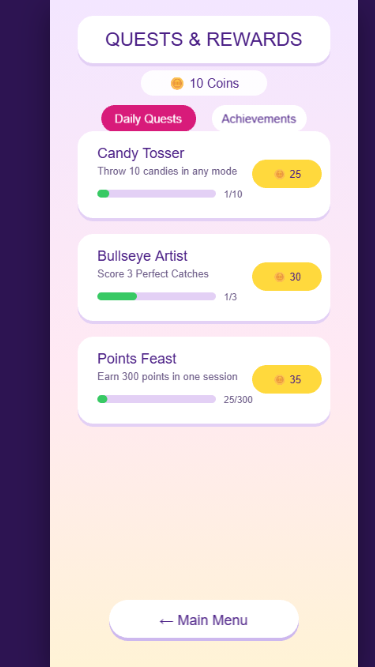 QUESTS & REWARDS
10 Coins
Daily Quests
Achievements
Candy Tosser
Throw 10 candies in any mode
25
1/10
Bullseye Artist
Score 3 Perfect Catches
30
1/3
Points Feast
Earn 300 points in one session
35
25/300
← Main Menu